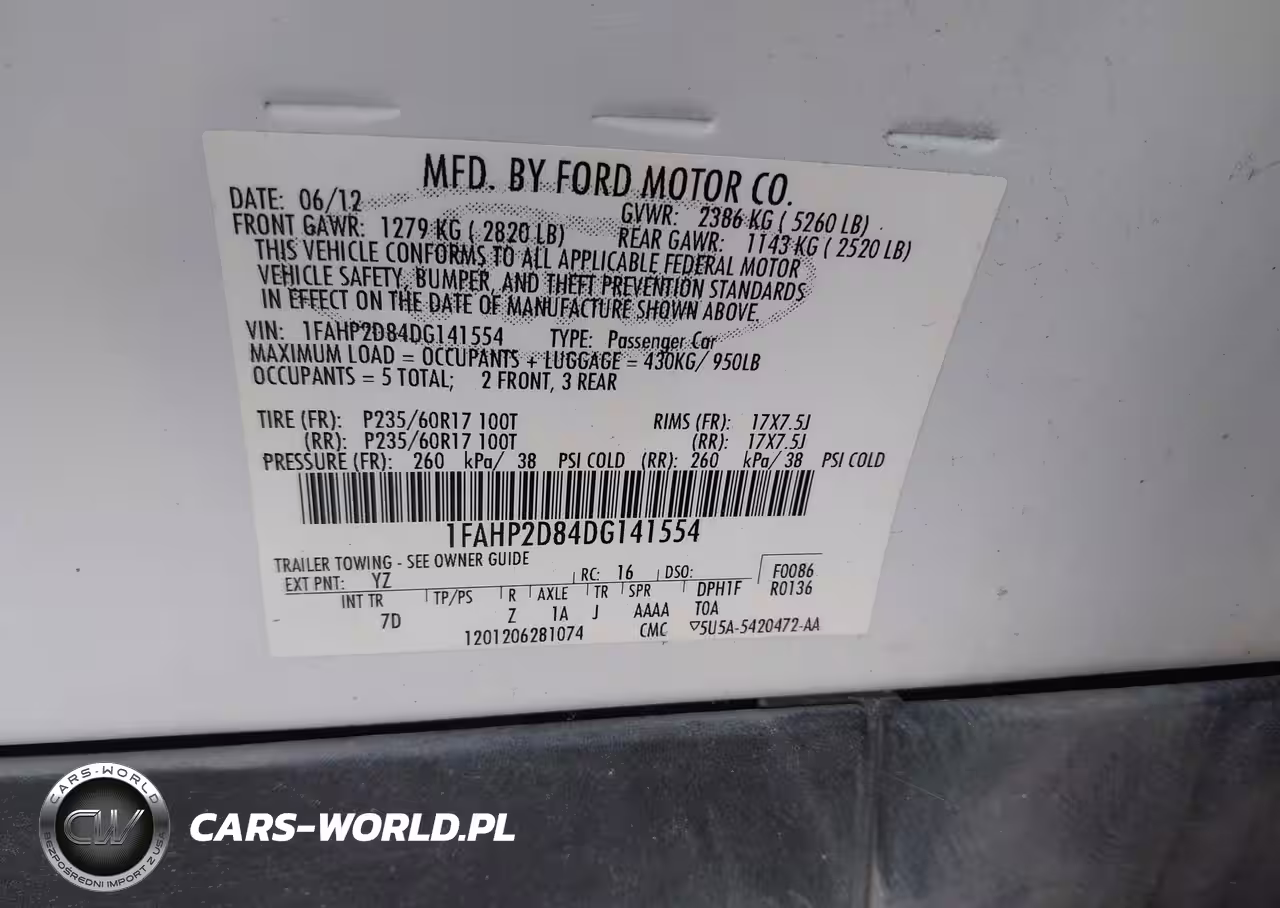 MFD. BY FORD MOTOR CO.
DATE: 06/12 GVWR: 2386 KG ( 5260 LB)
FRONT GAWR: 1279 KG ( 2820 LB) REAR GAWR: 1143 KG ( 2520 LB)
THIS VEHICLE CONFORMS TO ALL APPLICABLE FEDERAL MOTOR
VEHICLE SAFETY, BUMPER, AND THEFT PREVENTION STANDARDS
IN EFFECT ON THE DATE OF MANUFACTURE SHOWN ABOVE.
VIN: 1FAHP2D84DG141554 TYPE: Passenger Car
MAXIMUM LOAD = OCCUPANTS + LUGGAGE = 430KG/ 950LB
OCCUPANTS = 5 TOTAL; 2 FRONT, 3 REAR
TIRE (FR): P235/60R17 100T RIMS (FR): 17X7.5J
(RR): P235/60R17 100T (RR): 17X7.5J
PRESSURE (FR): 260 kPa/ 38 PSI COLD (RR): 260 kPa/ 38 PSI COLD
1FAHP2D84DG141554
TRAILER TOWING - SEE OWNER GUIDE
EXT PNT: YZ RC: 16 DSO: F0086
INT TR TP/PS R AXLE TR SPR DPH1F R0136
7D Z 1A J AAAA TOA
1201206281074 CMC ▽5U5A-5420472-AA
CARS-WORLD
CW
BEZPOŚREDNI IMPORT Z USA
CARS-WORLD.PL